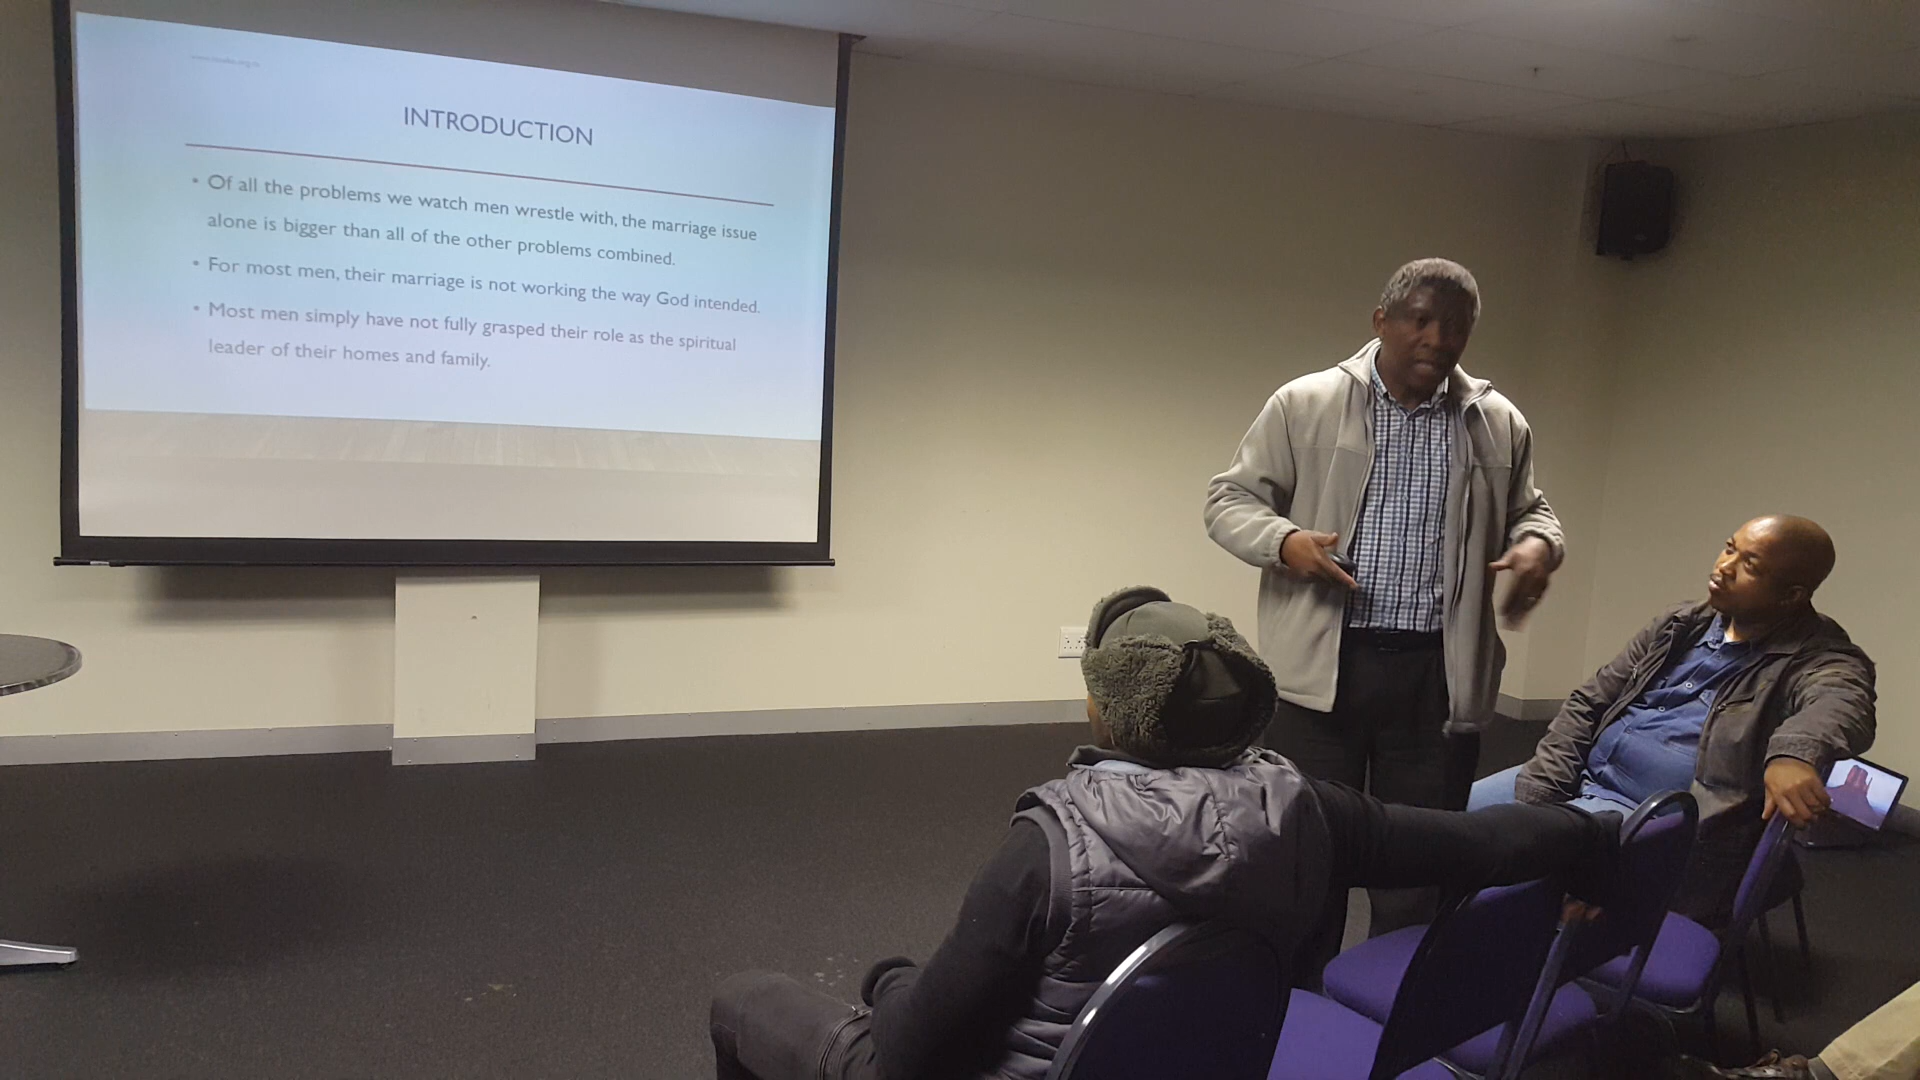 INTRODUCTION
• Of all the problems we watch men wrestle with, the marriage issue
alone is bigger than all of the other problems combined.
• For most men, their marriage is not working the way God intended.
• Most men simply have not fully grasped their role as the spiritual
leader of their homes and family.